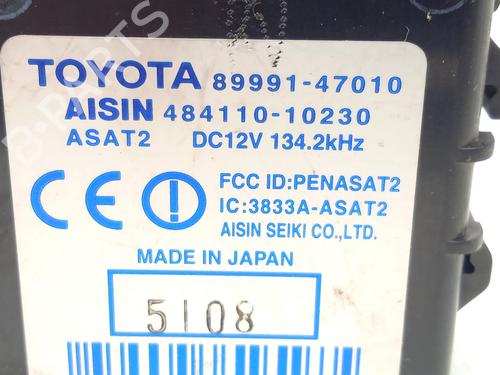 TOYOTA 89991-47010
AISIN 484110-10230
ASAT2 DC12V 134.2kHz
CE
FCC ID:PENASAT2
IC:3833A-ASAT2
AISIN SEIKI CO.,LTD.
MADE IN JAPAN
5108
B-PARTS